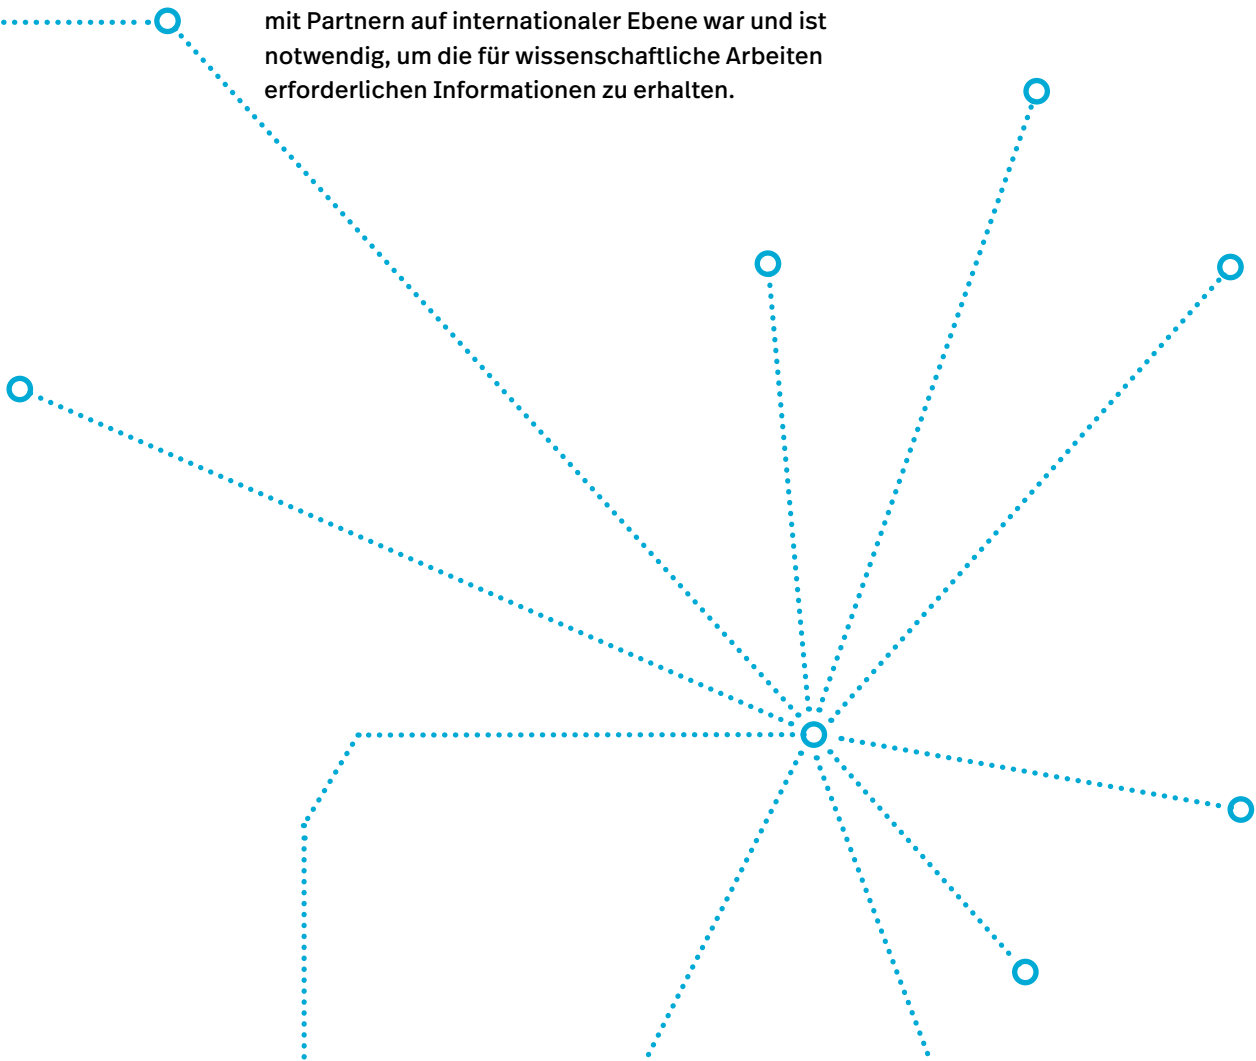 mit Partnern auf internationaler Ebene war und ist
notwendig, um die für wissenschaftliche Arbeiten
erforderlichen Informationen zu erhalten.